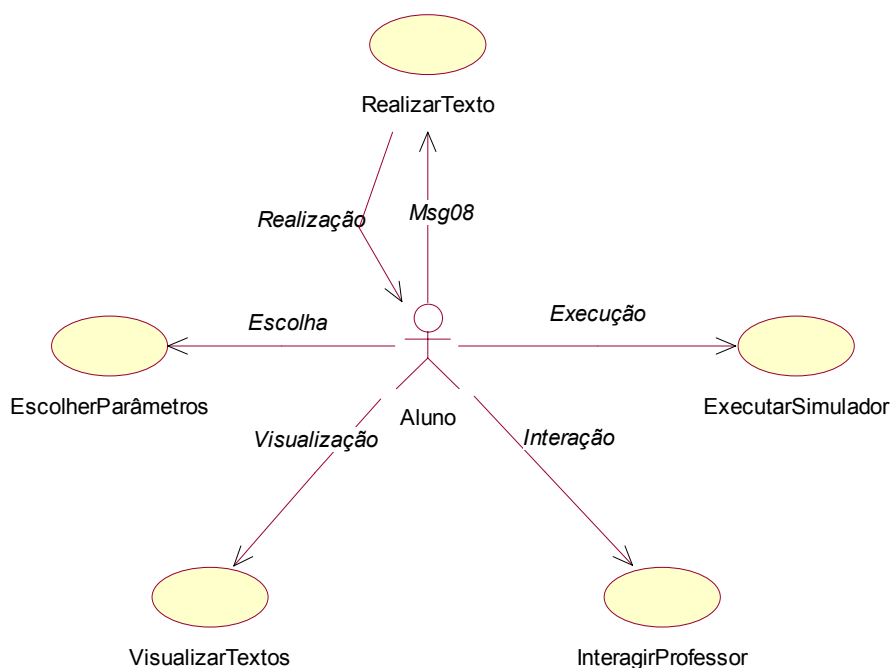 RealizarTexto
Realização
Msg08
Escolha
Execução
EscolherParâmetros
Aluno
ExecutarSimulador
Visualização
Interação
VisualizarTextos
InteragirProfessor